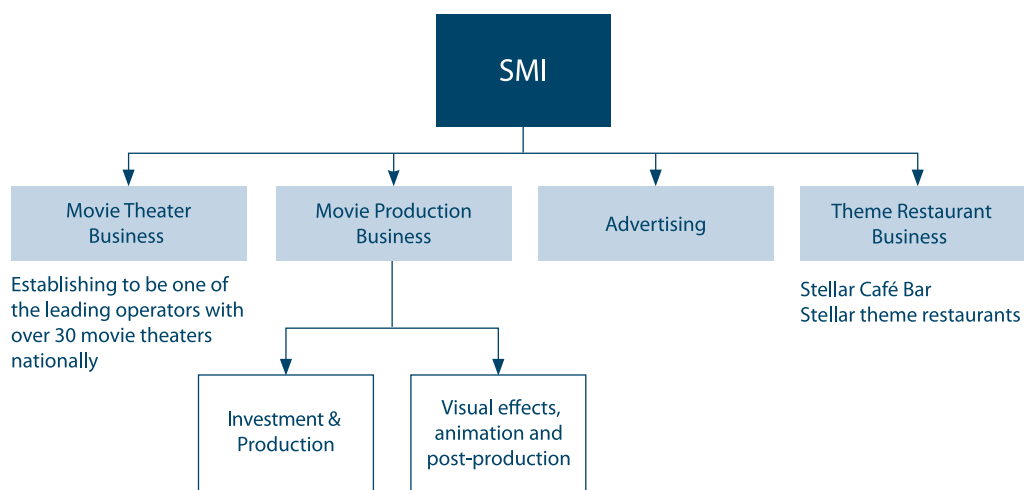 SMI
Movie Theater
Business
Movie Production
Business
Advertising
Theme Restaurant
Business
Establishing to be one of
the leading operators with
over 30 movie theaters
nationally
Stellar Café Bar
Stellar theme restaurants
Investment &
Production
Visual effects,
animation and
post-production